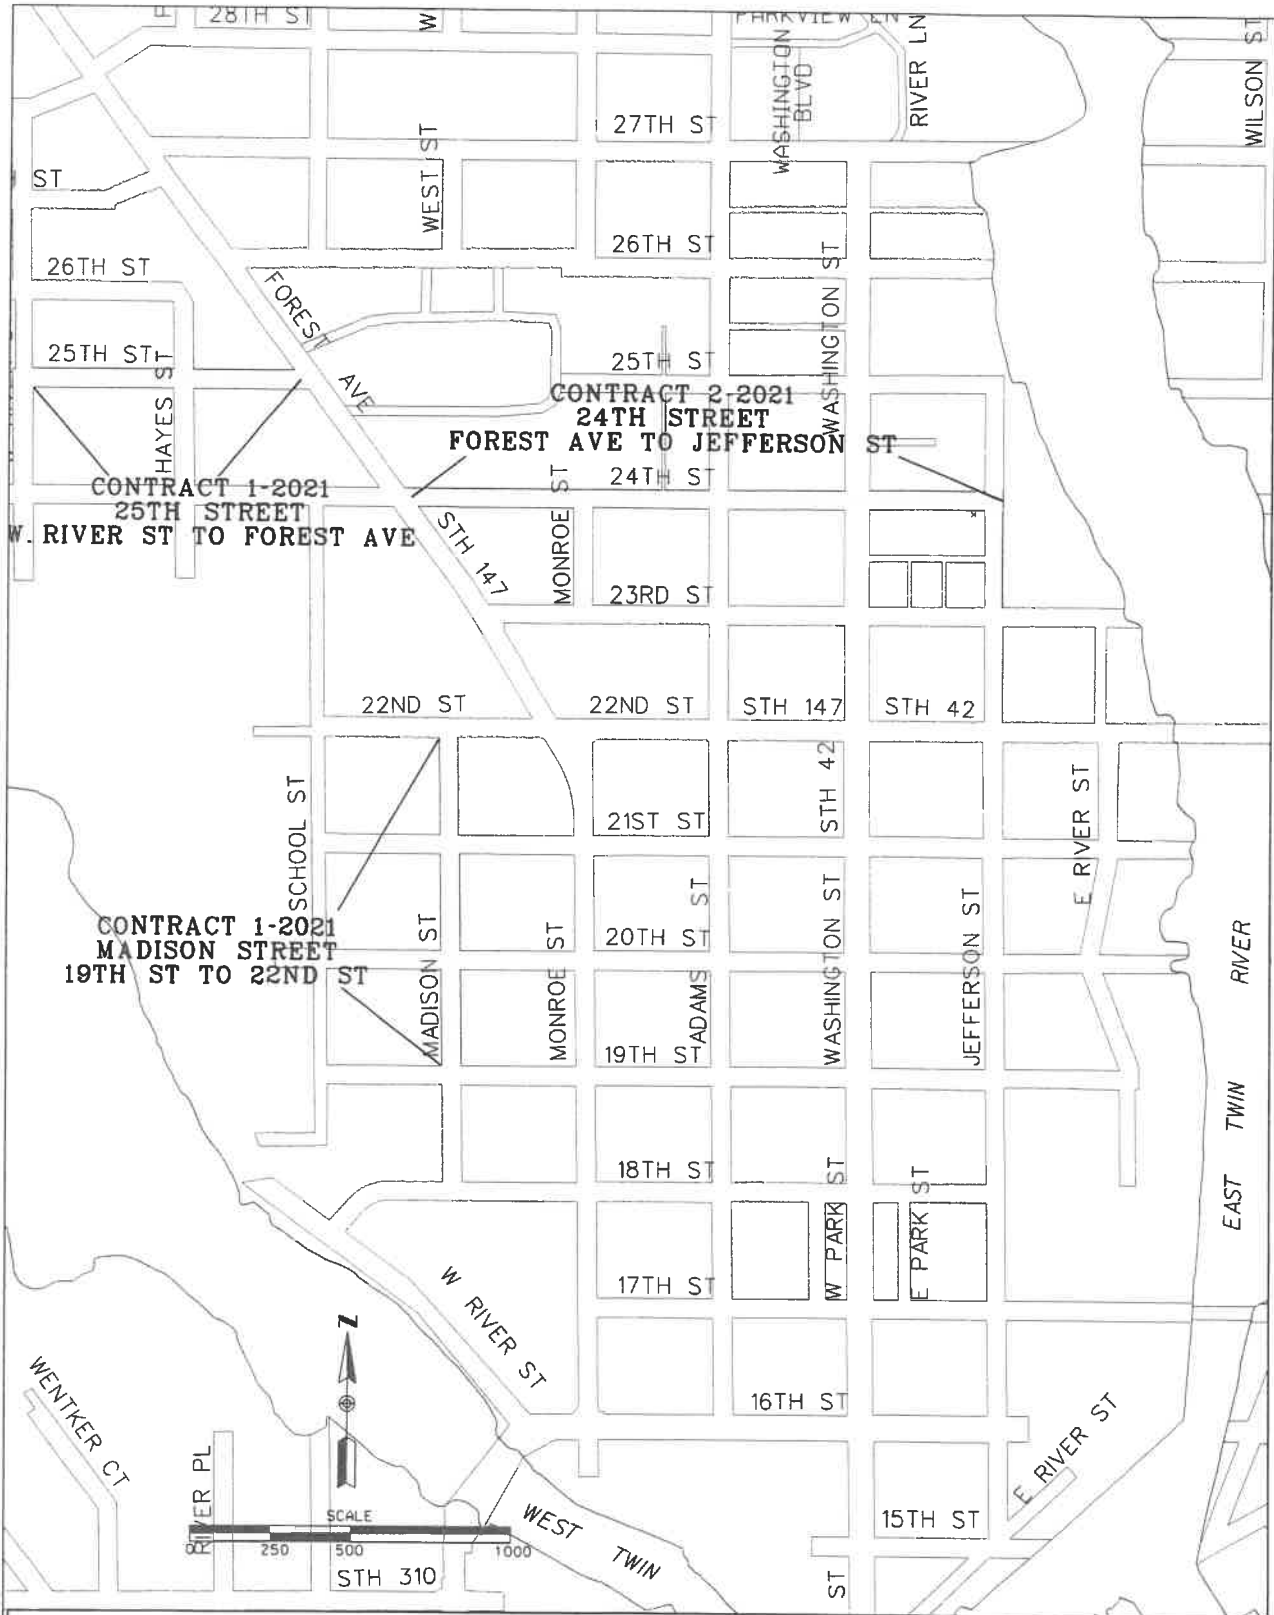 28TH ST
W
PARKVIEW LN
RIVER LN
WILSON ST
WASHINGTON
BLVD
27TH ST
ST
WEST ST
26TH ST
26TH ST
WASHINGTON ST
FOREST AVE
25TH ST
25TH ST
HAYES ST
CONTRACT 2-2021
24TH STREET
FOREST AVE TO JEFFERSON ST
24TH ST
CONTRACT 1-2021
25TH STREET
W. RIVER ST TO FOREST AVE
STH 147
MONROE ST
23RD ST
22ND ST
22ND ST
STH 147
STH 42
SCHOOL ST
STH 42
E RIVER ST
21ST ST
CONTRACT 1-2021
MADISON STREET
19TH ST TO 22ND ST
MADISON ST
MONROE ST
20TH ST
ADAMS ST
WASHINGTON ST
JEFFERSON ST
19TH ST
EAST TWIN RIVER
18TH ST
W PARK ST
E PARK ST
17TH ST
W RIVER ST
N
WENTKER CT
16TH ST
E RIVER ST
RIVER PL
SCALE
0 250 500 1000
STH 310
WEST TWIN
15TH ST
ST